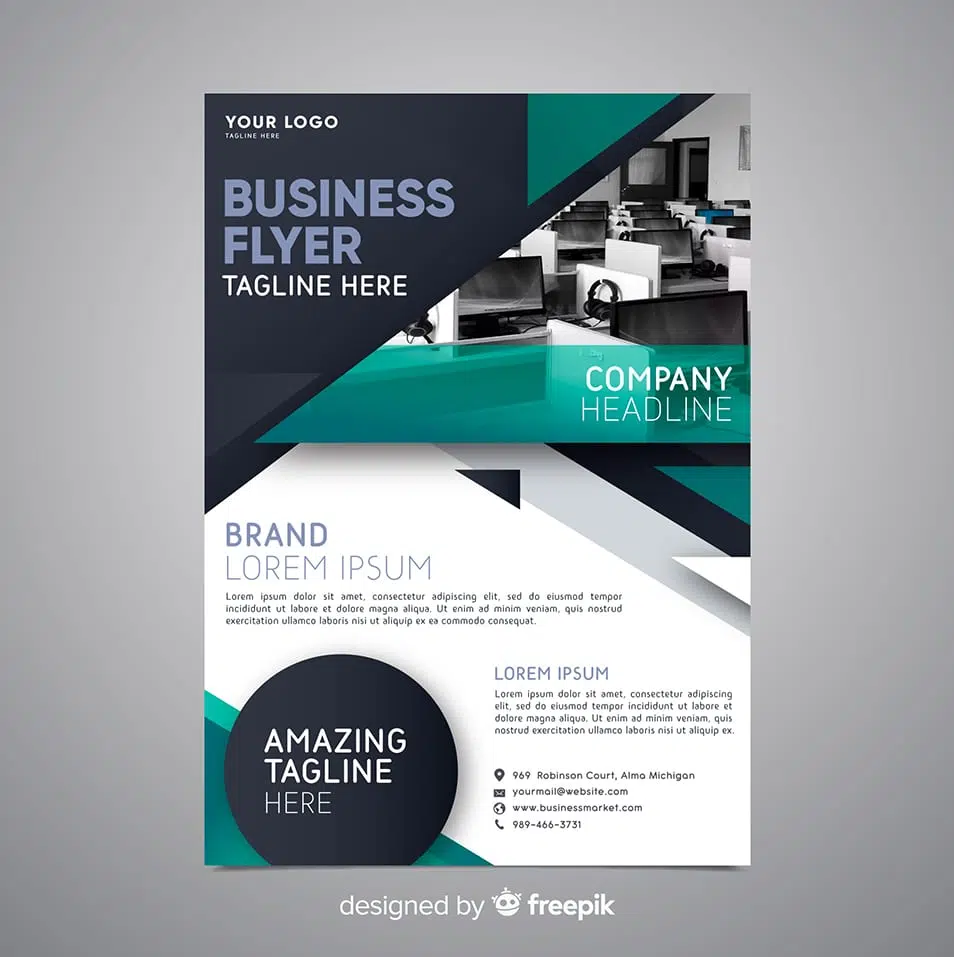 YOUR LOGO
TAGLINE HERE
BUSINESS
FLYER
TAGLINE HERE
COMPANY
HEADLINE
BRAND
LOREM IPSUM
Lorem ipsum dolor sit amet, cons adipiscing elit, sed do eiusmod tempor
incididunt ut labore et dolore magna aliqua. Ut enim ad minim veniam, quis nostrud
exercitation ullamco laboris nisi ut aliquip ex ea commodo consequat.
AMAZING
TAGLINE
HERE
LOREM IPSUM
Lorem ipsum dolor sit amet, cons adipiscing
elit, sed do eiusmod tempor incididunt ut
labore et dolore magna aliqua. Ut enim ad
minim veniam, quis nostrud
exercitation ullamco laboris nisi ut aliquip ex.
969 Robinson Court, Alma Michigan
yourmail@website.com
www.businessmarket.com
989-466-3731
designed by freepik